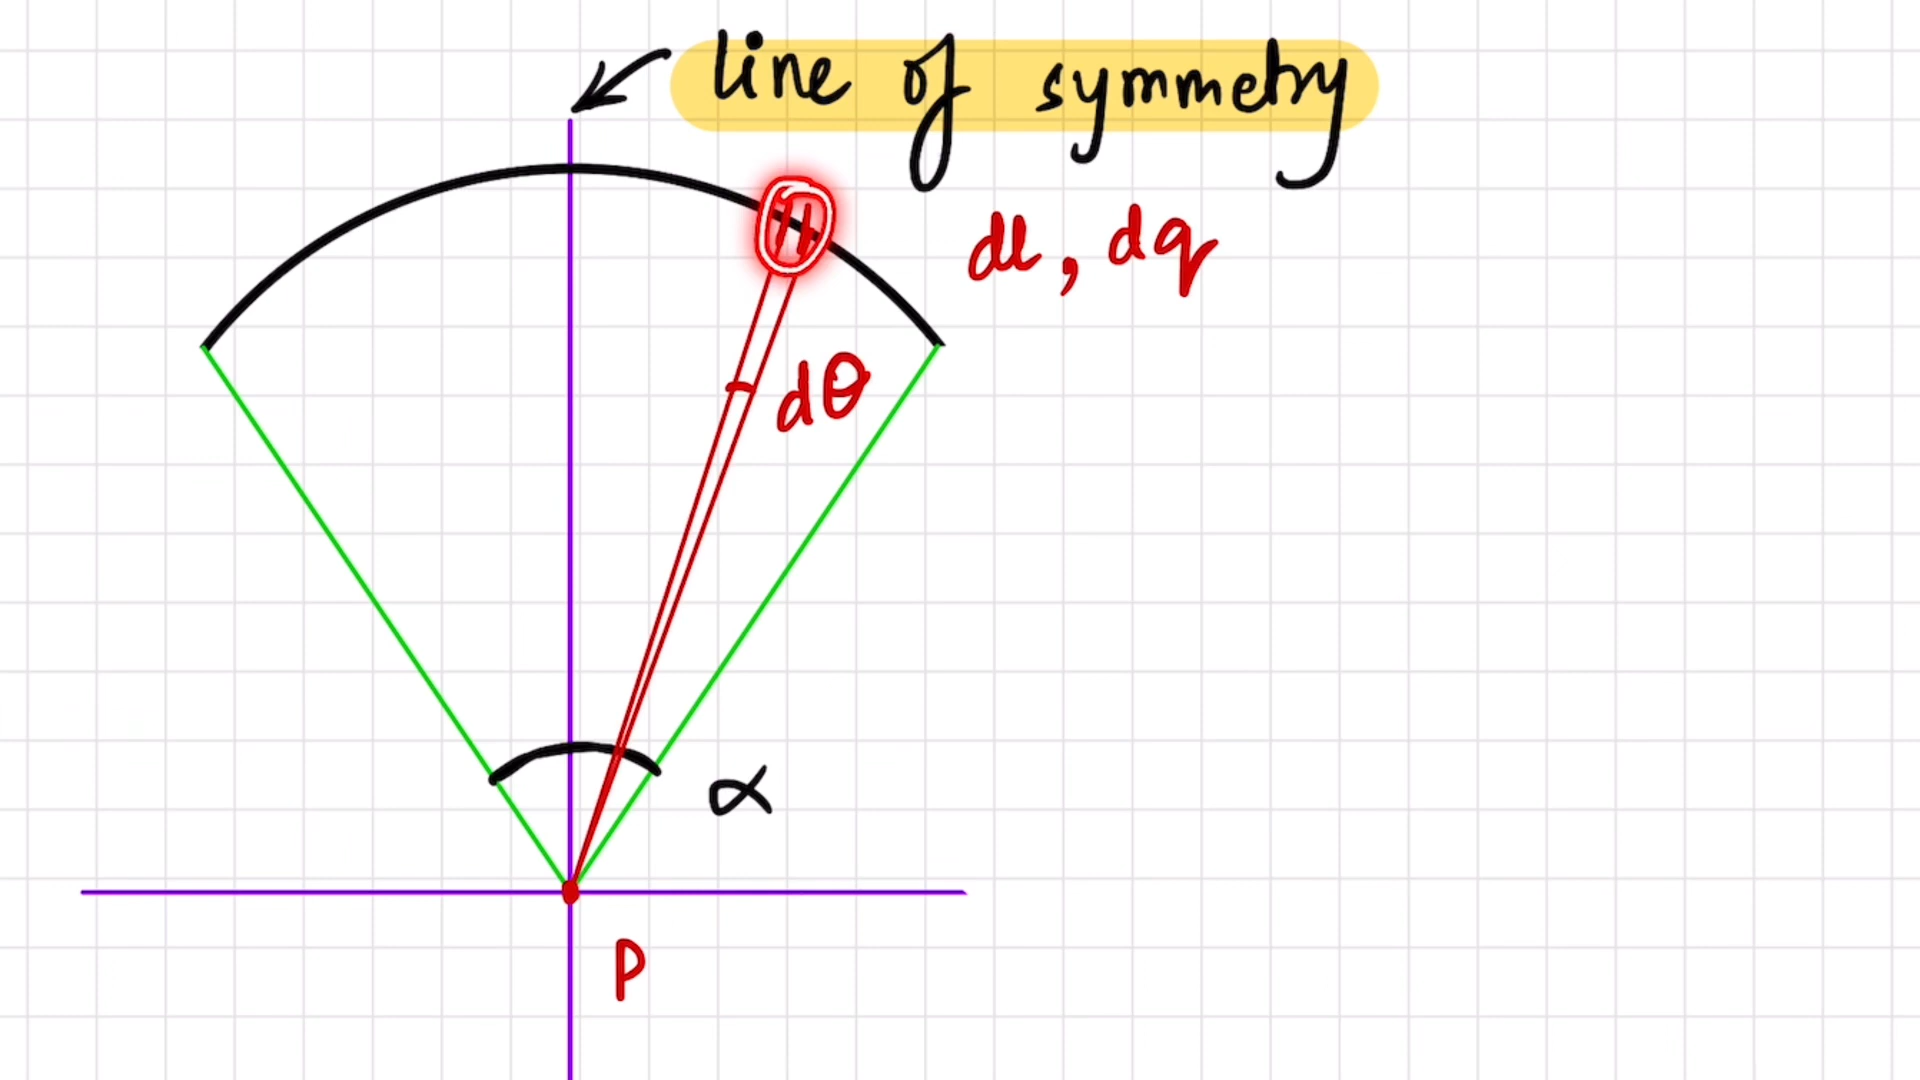 line of symmetry
dl, dq
dθ
α
P